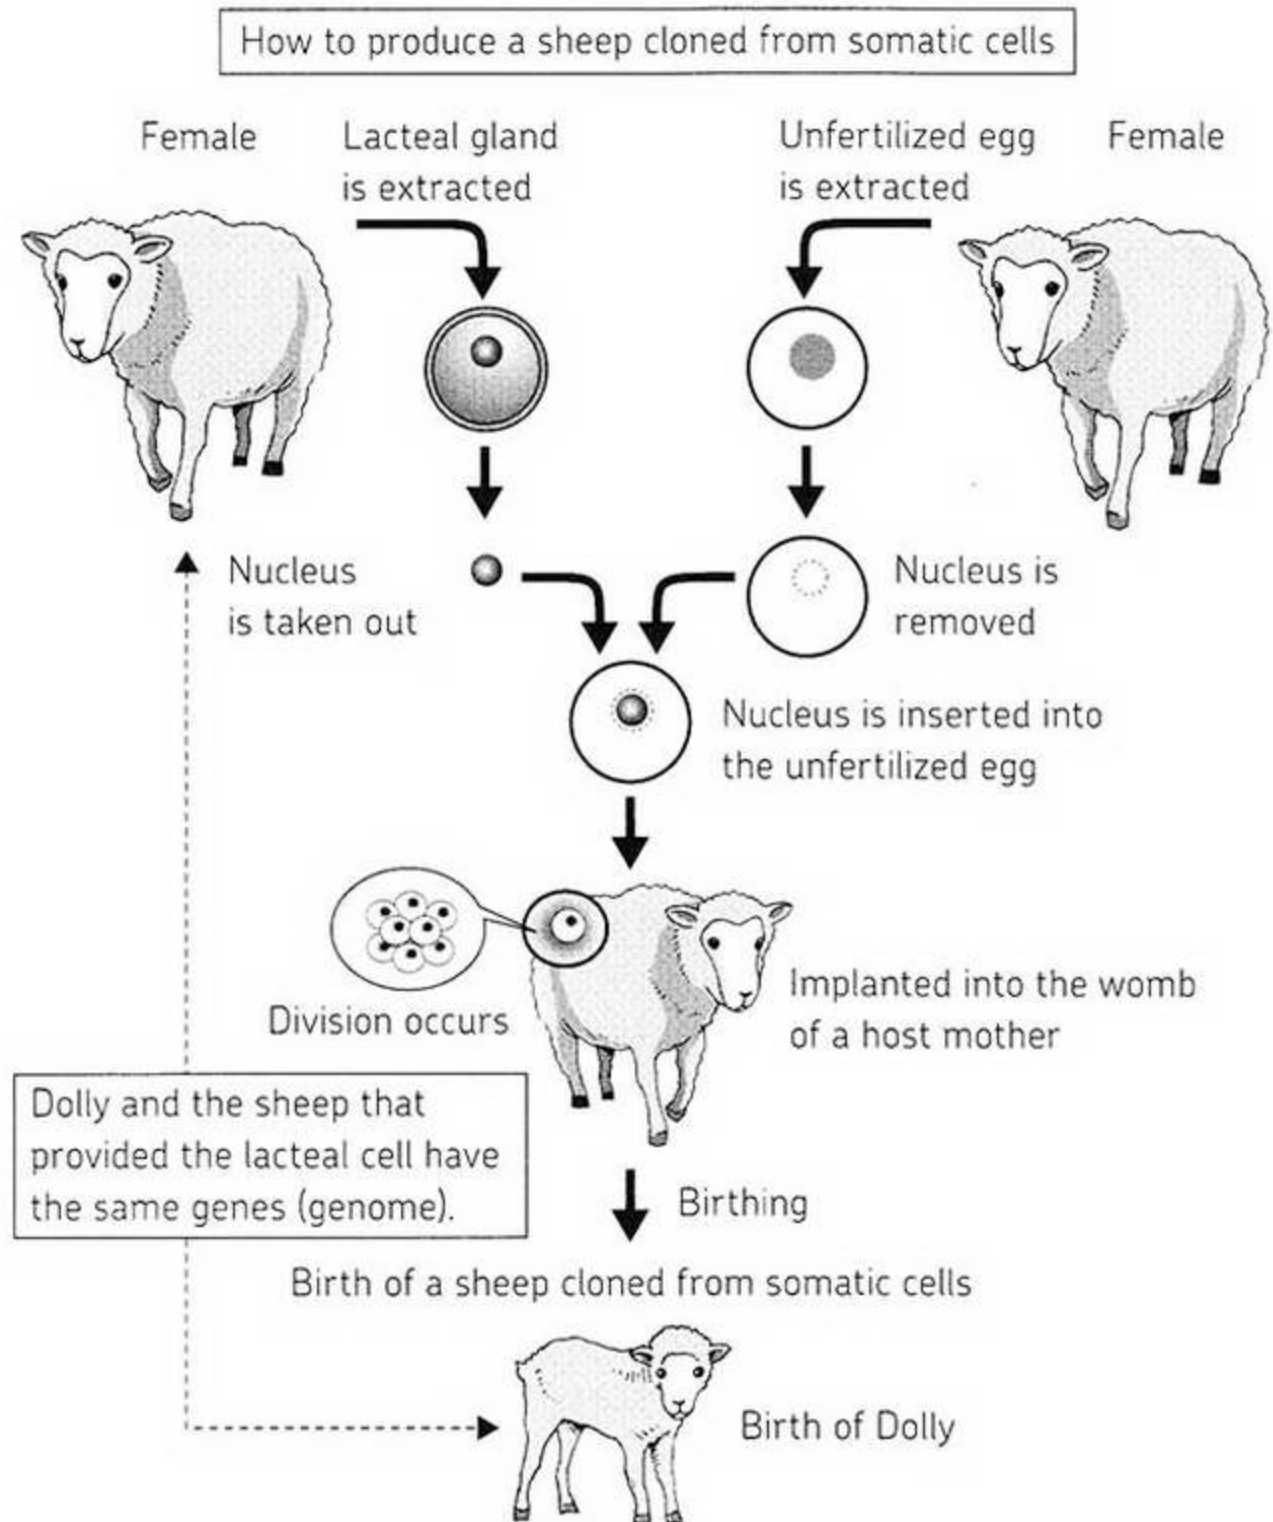 How to produce a sheep cloned from somatic cells
Female
Lacteal gland
is extracted
Unfertilized egg
is extracted
Female
Nucleus
is taken out
Nucleus is
removed
Nucleus is inserted into
the unfertilized egg
Division occurs
Implanted into the womb
of a host mother
Dolly and the sheep that
provided the lacteal cell have
the same genes (genome).
Birthing
Birth of a sheep cloned from somatic cells
Birth of Dolly